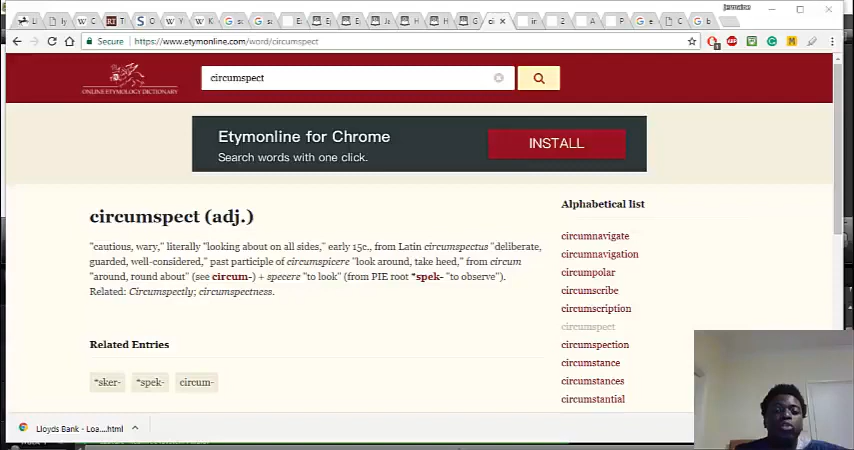 Secure
https://www.etymonline.com/word/circumspect
ONLINE ETYMOLOGY DICTIONARY
circumspect
Etymonline for Chrome
Search words with one click.
INSTALL
circumspect (adj.)
"cautious, wary," literally "looking about on all sides," early 15c., from Latin circumspectus "deliberate,
guarded, well-considered," past participle of circumspicere "look around, take heed," from circum
"around, round about" (see circum-) + specere "to look" (from PIE root *spek- "to observe").
Related: Circumspectly; circumspectness.
Related Entries
*sker-
*spek-
circum-
Alphabetical list
circumnavigate
circumnavigation
circumpolar
circumscribe
circumscription
circumspect
circumspection
circumstance
circumstances
circumstantial
Lloyds Bank - Loa....html